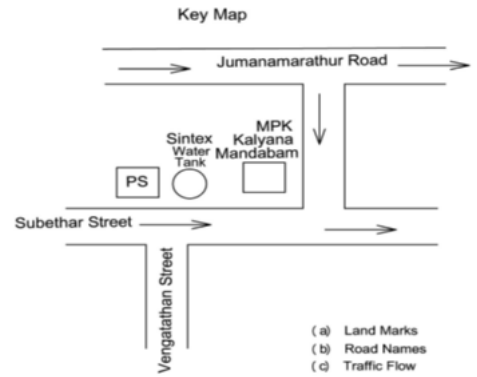 Key Map
Jumanamarathur Road
MPK
Kalyana
Mandabam
Sintex
Water
Tank
PS
Subethar Street
Vengatathan Street
(a) Land Marks
(b) Road Names
(c) Traffic Flow